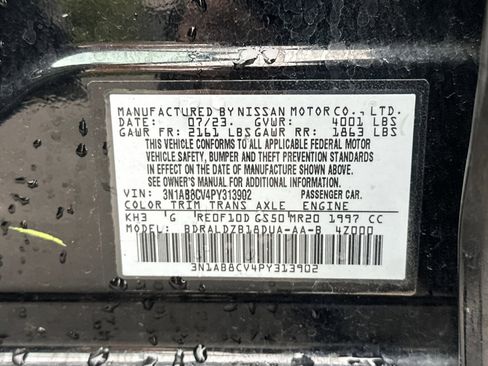 MANUFACTURED BY NISSAN MOTOR CO., LTD.
DATE: 07/23. GVWR: 4001 LBS
GAWR FR: 2161 LBS GAWR RR: 1863 LBS
THIS VEHICLE CONFORMS TO ALL APPLICABLE FEDERAL MOTOR
VEHICLE SAFETY, BUMPER AND THEFT PREVENTION STANDARDS
IN EFFECT ON THE DATE OF MANUFACTURE SHOWN ABOVE.
SEE OWNER'S MANUAL FOR ADDITIONAL INFORMATION.
VIN: 3N1AB8CV4PY313902 PASSENGER CAR.
COLOR TRIM TRANS AXLE ENGINE
KH3 G RE0F10D GS50 MR20 1997 CC
MODEL: BDRALDZB18DUA-AA-B 4Z000
3N1AB8CV4PY313902